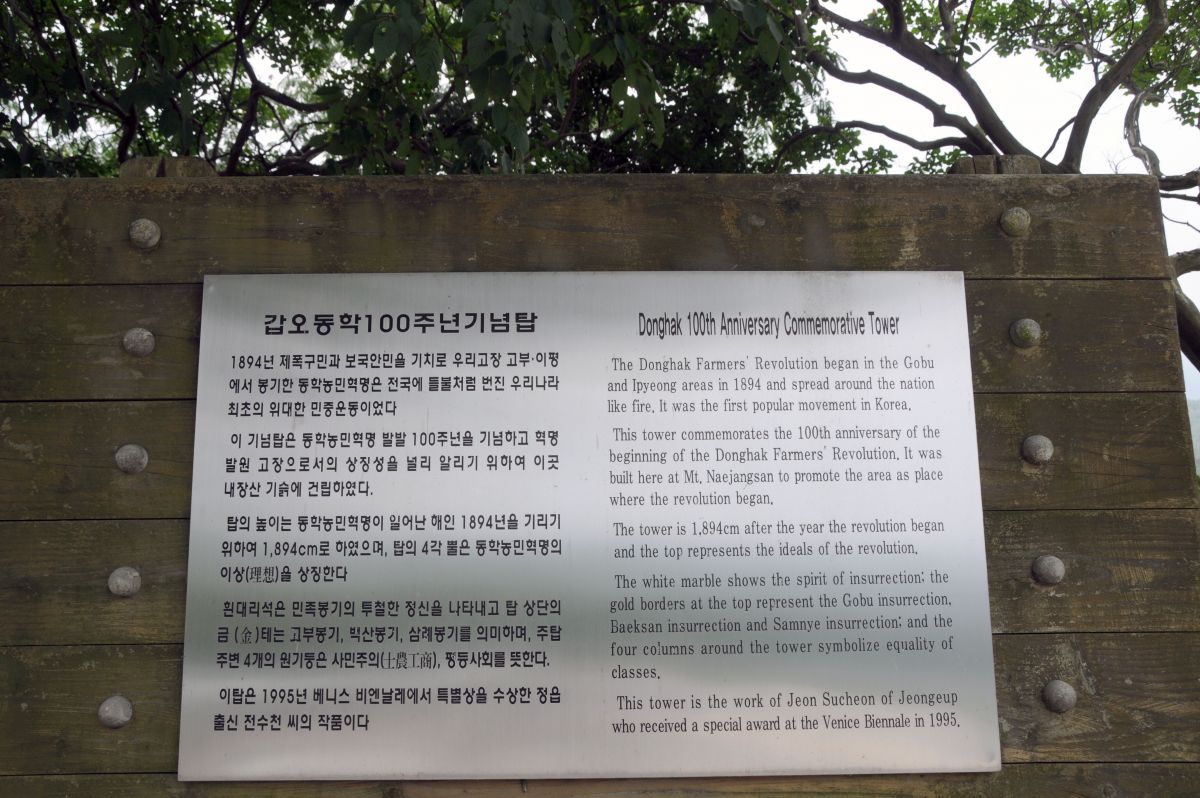 갑오동학100주년기념탑
1894년 제폭구민과 보국안민을 기치로 우리고장 고부·이평
에서 봉기한 동학농민혁명은 전국에 들불처럼 번진 우리나라
최초의 위대한 민중운동이었다
이 기념탑은 동학농민혁명 발발 100주년을 기념하고 혁명
발원 고장으로서의 상징성을 널리 알리기 위하여 이곳
내장산 기슭에 건립하였다.
탑의 높이는 동학농민혁명이 일어난 해인 1894년을 기리기
위하여 1,894cm로 하였으며, 탑의 4각 뿔은 동학농민혁명의
이상(理想)을 상징한다
흰대리석은 민족봉기의 투철한 정신을 나타내고 탑 상단의
금 (金)테는 고부봉기, 백산봉기, 삼례봉기를 의미하며, 주탑
주변 4개의 원기둥은 사민주의(士農工商), 평등사회를 뜻한다.
이탑은 1995년 베니스 비엔날레에서 특별상을 수상한 정읍
출신 전수천 씨의 작품이다
Donghak 100th Anniversary Commemorative Tower
The Donghak Farmers' Revolution began in the Gobu
and Ipyeong areas in 1894 and spread around the nation
like fire. It was the first popular movement in Korea.
This tower commemorates the 100th anniversary of the
beginning of the Donghak Farmers' Revolution. It was
built here at Mt. Naejangsan to promote the area as place
where the revolution began.
The tower is 1,894cm after the year the revolution began
and the top represents the ideals of the revolution.
The white marble shows the spirit of insurrection; the
gold borders at the top represent the Gobu insurrection,
Baeksan insurrection and Samnye insurrection; and the
four columns around the tower symbolize equality of
classes.
This tower is the work of Jeon Sucheon of Jeongeup
who received a special award at the Venice Biennale in 1995.